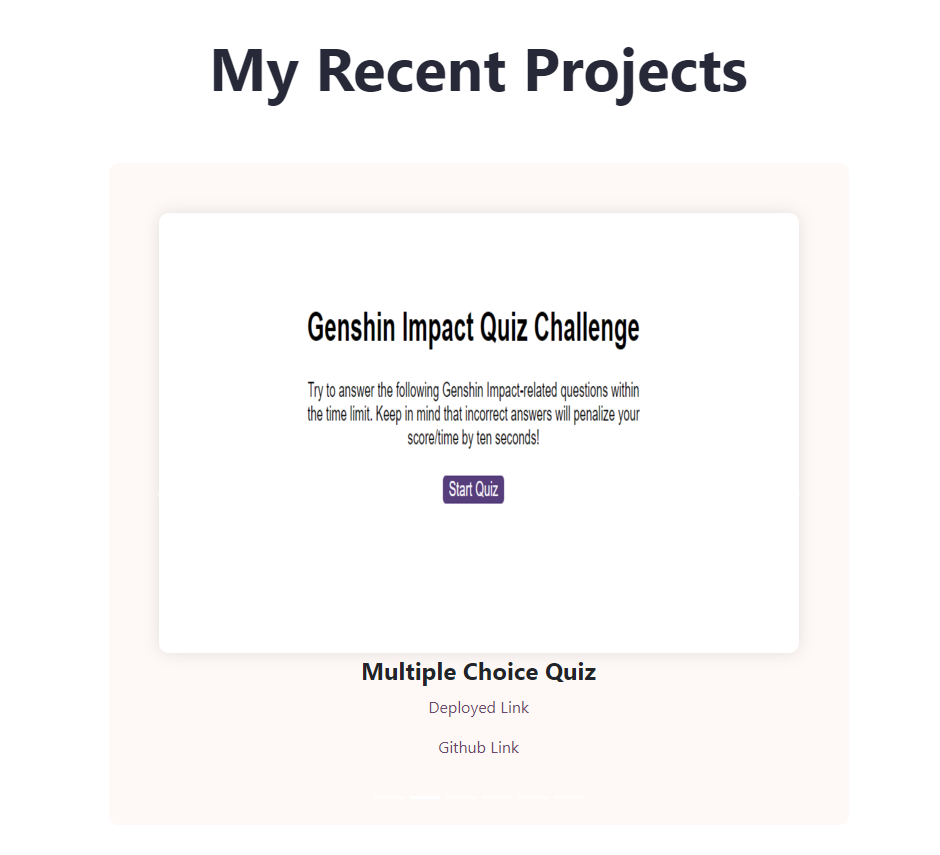 My Recent Projects
Genshin Impact Quiz Challenge
Try to answer the following Genshin Impact-related questions within
the time limit. Keep in mind that incorrect answers will penalize your
score/time by ten seconds!
Start Quiz
Multiple Choice Quiz
Deployed Link
Github Link